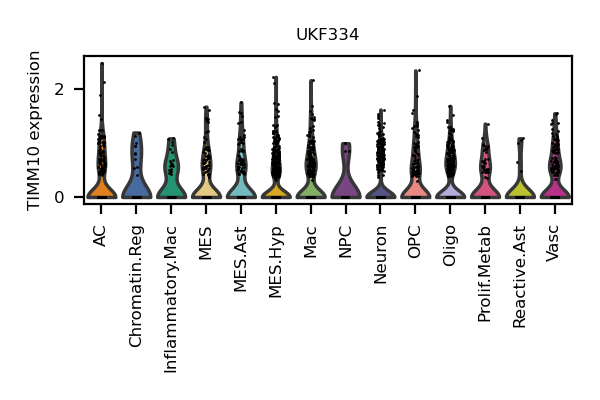 UKF334
TIMM10 expression
2
0
AC
Chromatin.Reg
Inflammatory.Mac
MES
MES.Ast
MES.Hyp
Mac
NPC
Neuron
OPC
Oligo
Prolif.Metab
Reactive.Ast
Vasc